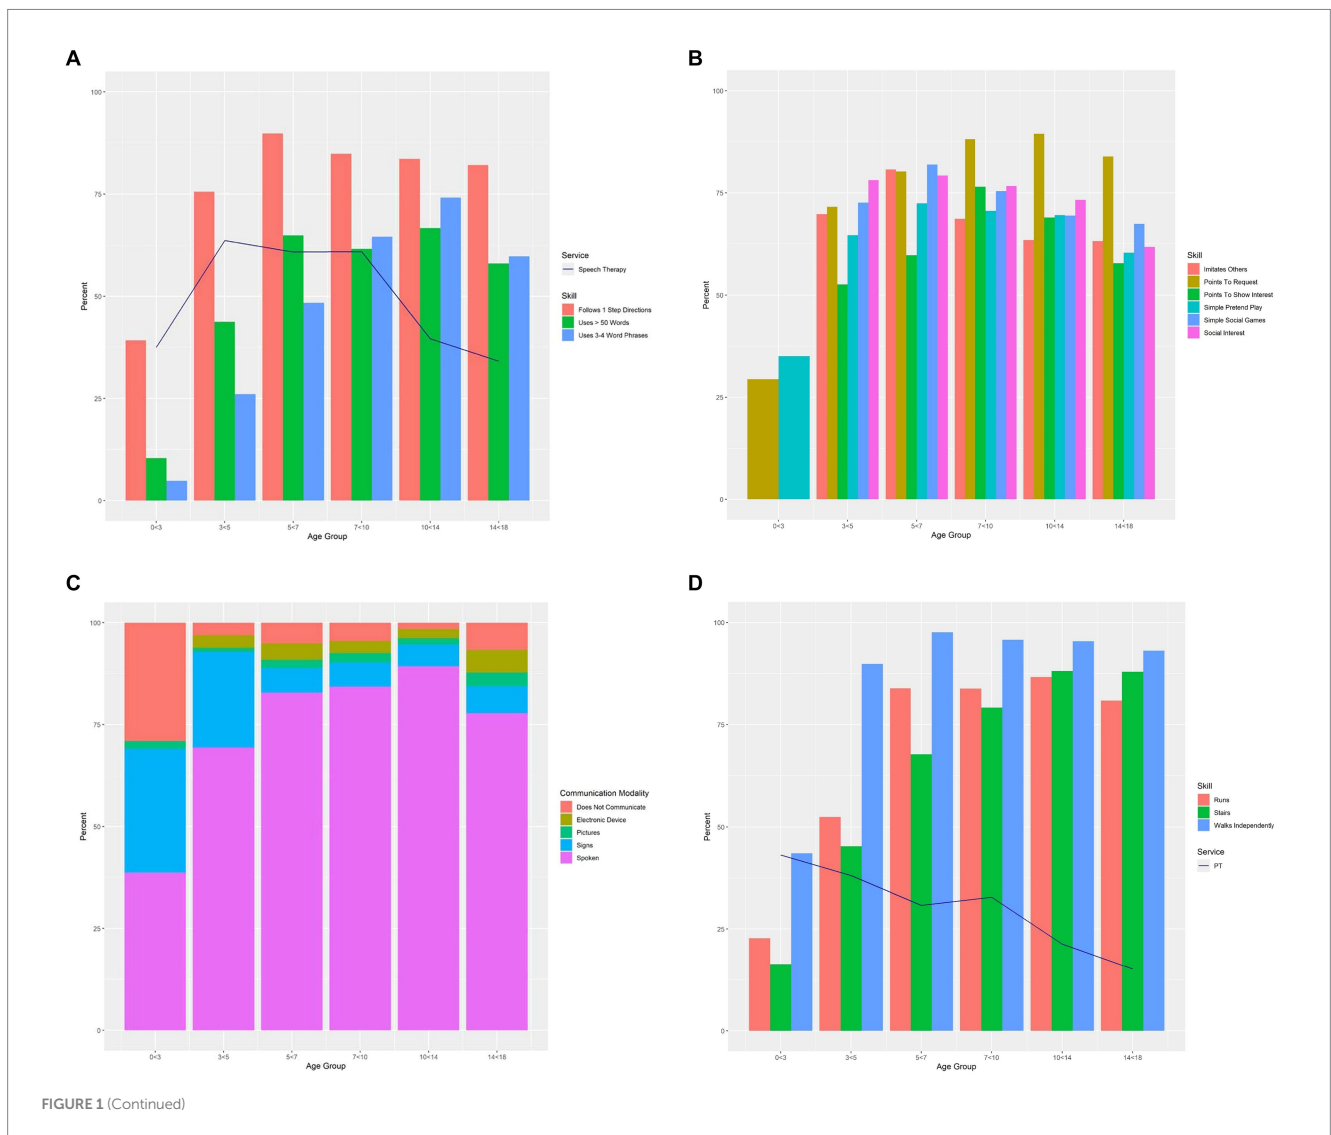 A
100
75
50
25
0
Percent
0<3
3<5
5<7
7<10
10<14
14<18
Age Group
Service
Speech Therapy
Skill
Follows 1 Step Directions
Uses > 50 Words
Uses 3-4 Word Phrases
B
100
75
50
25
0
Percent
0<3
3<5
5<7
7<10
10<14
14<18
Age Group
Skill
Imitates Others
Points To Request
Points To Show Interest
Simple Pretend Play
Simple Social Games
Social Interest
C
100
75
50
25
0
Percent
0<3
3<5
5<7
7<10
10<14
14<18
Age Group
Communication Modality
Does Not Communicate
Electronic Device
Pictures
Signs
Spoken
D
100
75
50
25
0
Percent
0<3
3<5
5<7
7<10
10<14
14<18
Age Group
Skill
Runs
Stairs
Walks Independently
Service
PT
FIGURE 1 (Continued)